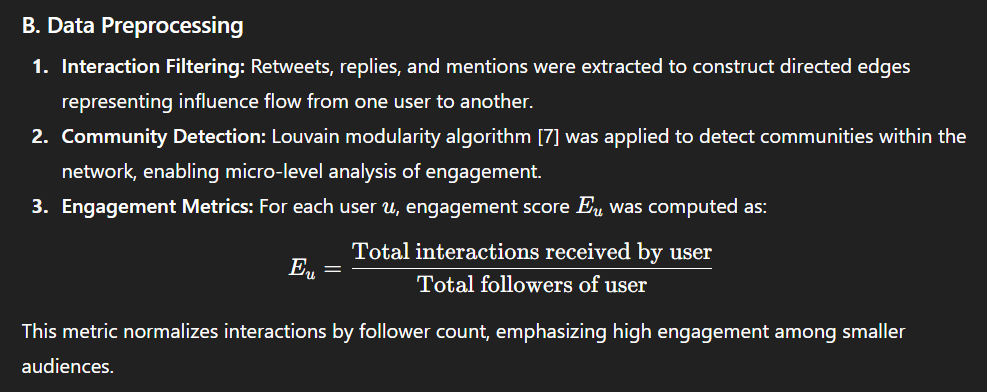 B. Data Preprocessing
1. Interaction Filtering: Retweets, replies, and mentions were extracted to construct directed edges
representing influence flow from one user to another.
2. Community Detection: Louvain modularity algorithm [7] was applied to detect communities within the
network, enabling micro-level analysis of engagement.
3. Engagement Metrics: For each user u, engagement score E_u was computed as:
E_u = Total interactions received by user / Total followers of user
This metric normalizes interactions by follower count, emphasizing high engagement among smaller
audiences.